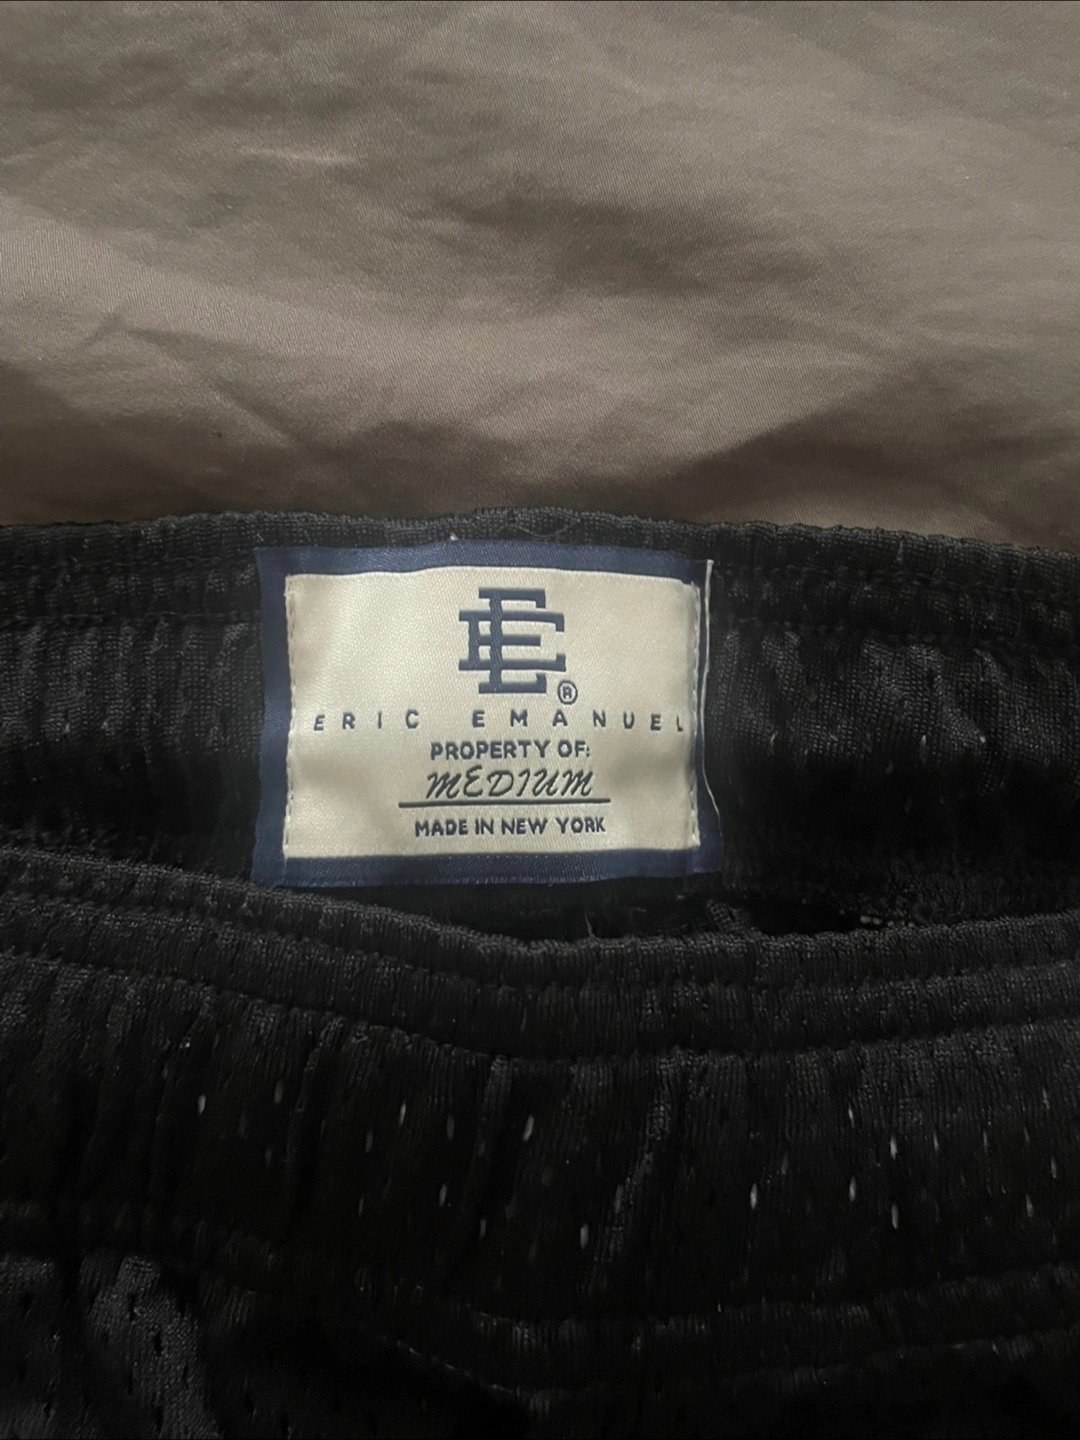 EE®
ERIC EMANUEL
PROPERTY OF:
MEDIUM
MADE IN NEW YORK